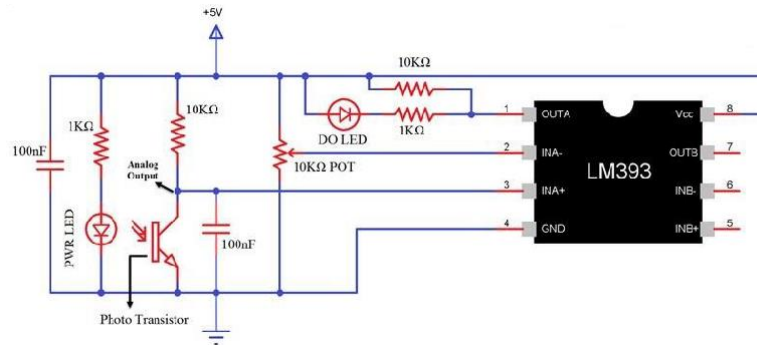 +5V
10KΩ
10KΩ
1KΩ
100nF
DO LED
1KΩ
1
OUTA
Vcc
8
2
INA-
OUTB
7
LM393
3
INA+
INB-
6
4
GND
INB+
5
Analog
Output
10KΩ POT
PWR LED
100nF
Photo Transistor